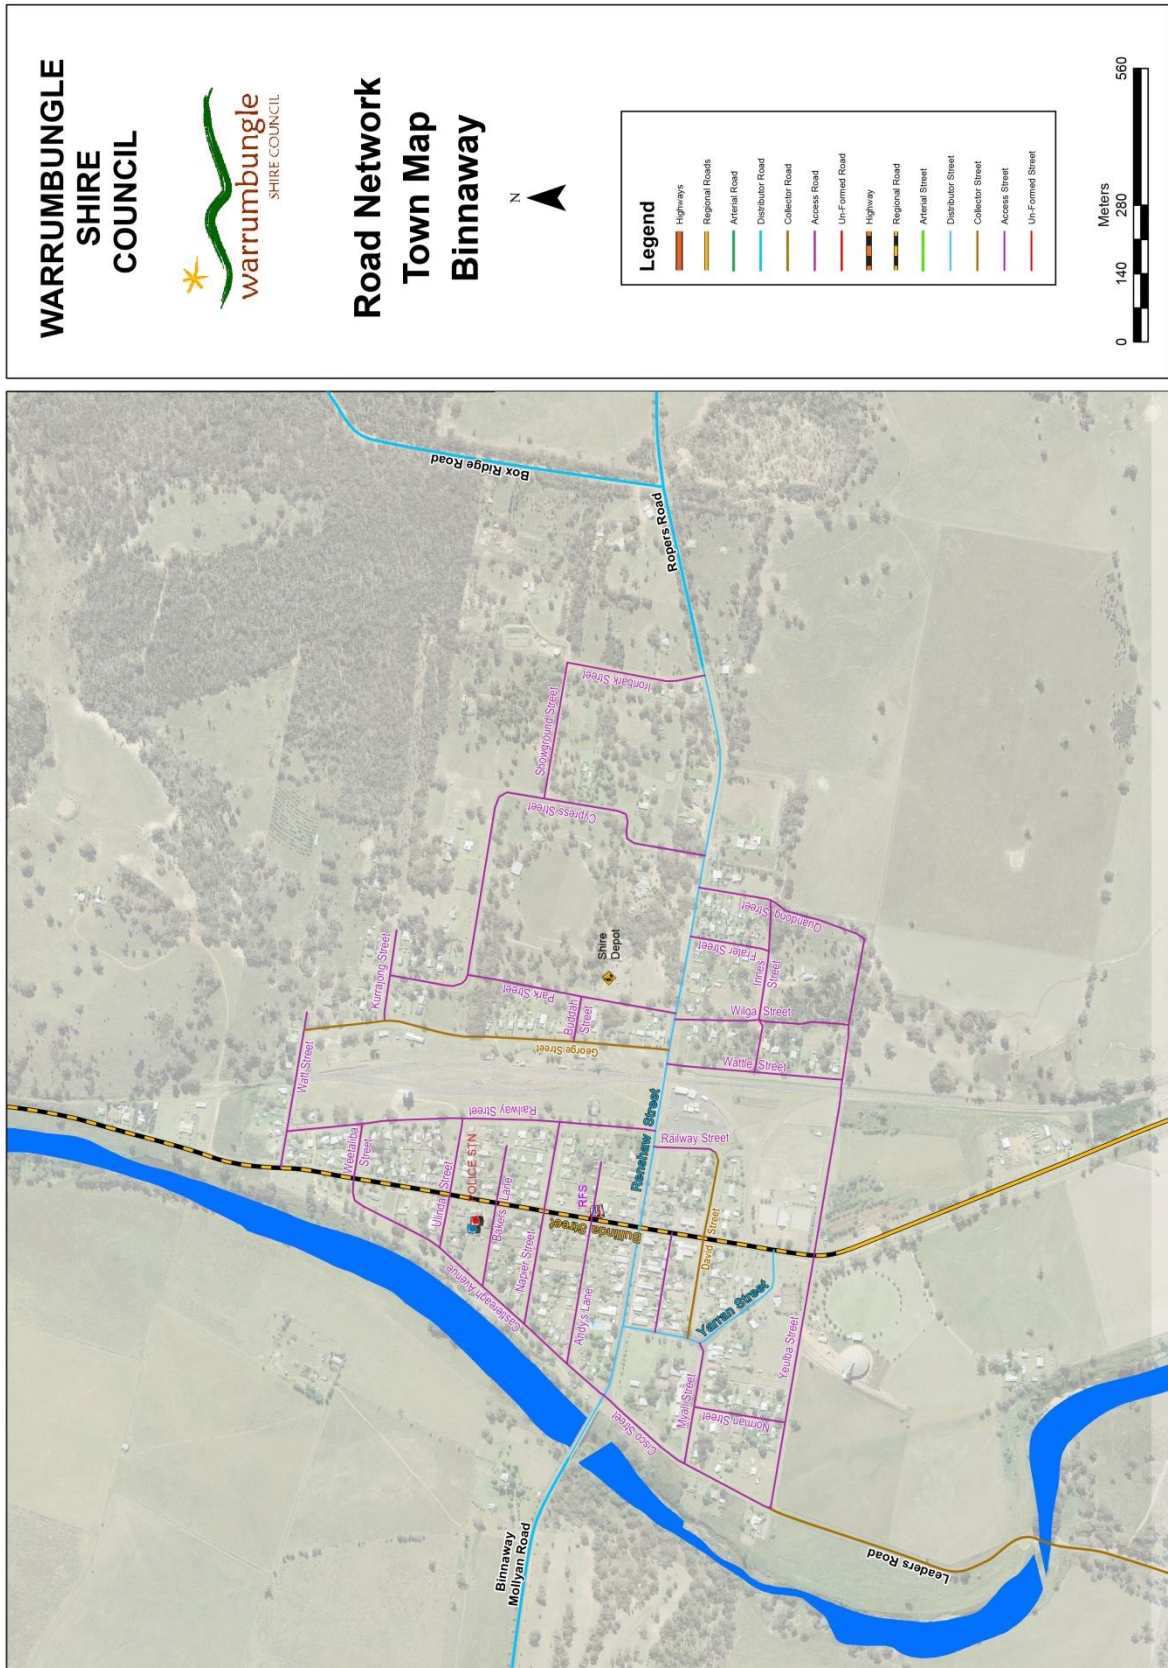 WARRUMBUNGLE
SHIRE
COUNCIL
warrumbungle
SHIRE COUNCIL
Road Network
Town Map
Binnaway
N
Legend
Highways
Regional Roads
Arterial Road
Distributor Road
Collector Road
Access Road
Un-Formed Road
Highway
Regional Road
Arterial Street
Distributor Street
Collector Street
Access Street
Un-Formed Street
0 140 280 560
Meters
Box Ridge Road
Ropers Road
Showground Street
Ironbark Street
Cypress Street
Kurrajong Street
Shire
Depot
Park Street
Buddah
Street
George Street
Watt Street
Quandong Street
Frater Street
Innes
Street
Wilga Street
Wattle Street
Railway Street
Railway Street
Renshaw Street
Weetaliba
Street
Ulinda Street
POLICE STN
Bakers Lane
Napier Street
RFS
Andy's Lane
Bullinda Street
David Street
Castlereagh Avenue
Yarran Street
Yeulba Street
Myall Street
Norman Street
Cisco Street
Binnaway
Mollyan Road
Leaders Road